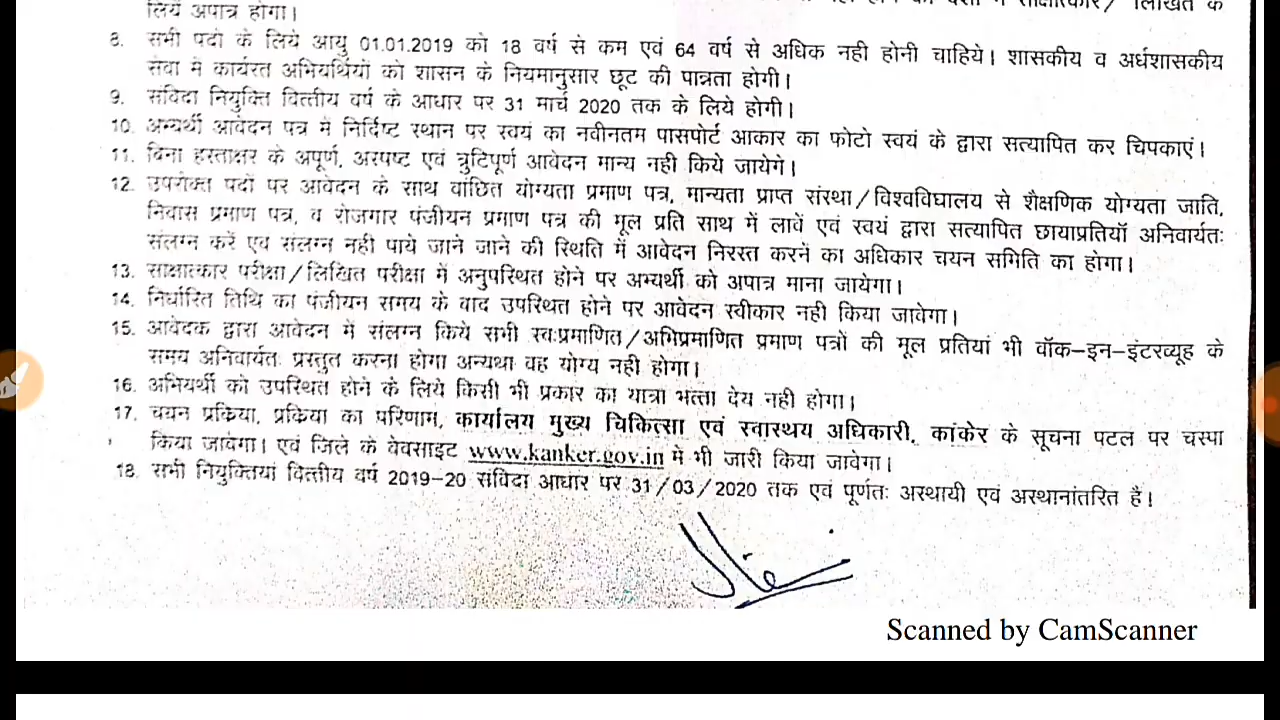 लिये अपात्र होगा।
8. सभी पदो के लिये आयु 01.01.2019 को 18 वर्ष से कम एवं 64 वर्ष से अधिक नही होनी चाहिये। शासकीय व अर्धशासकीय
सेवा में कार्यरत अभियर्थियों को शासन के नियमानुसार छूट की पात्रता होगी।
9. संविदा नियुक्ति वित्तीय वर्ष के आधार पर 31 मार्च 2020 तक के लिये होगी।
10. अभ्यर्थी आवेदन पत्र में निर्दिष्ट स्थान पर स्वयं का नवीनतम पासपोर्ट आकार का फोटो स्वयं के द्वारा सत्यापित कर चिपकाएं।
11. बिना हस्ताक्षर के अपूर्ण, अस्पष्ट एवं त्रुटिपूर्ण आवेदन मान्य नही किये जायेगे।
12. उपरोक्त पदों पर आवेदन के साथ वांछित योग्यता प्रमाण पत्र, मान्यता प्राप्त संस्था/विश्वविघालय से शैक्षणिक योग्यता जाति,
निवास प्रमाण पत्र, व रोजगार पंजीयन प्रमाण पत्र की मूल प्रति साथ में लावें एवं स्वयं द्वारा सत्यापित छायाप्रतियॉ अनिवार्यतः
संलग्न करें एव संलग्न नही पाये जाने जाने की स्थिति में आवेदन निरस्त करनें का अधिकार चयन समिति का होगा।
13. साक्षात्कार परीक्षा/लिखित परीक्षा में अनुपस्थित होने पर अभ्यर्थी को अपात्र माना जायेगा।
14. निर्धारित तिथि का पंजीयन समय के बाद उपस्थित होने पर आवेदन स्वीकार नही किया जावेगा।
15. आवेदक द्वारा आवेदन में संलग्न किये सभी स्वःप्रमाणित/अभिप्रमाणित प्रमाण पत्रों की मूल प्रतियां भी वॉक–इन–इंटरव्यूह के
समय अनिवार्यतः प्रस्तुत करना होगा अन्यथा वह योग्य नही होगा।
16. अभियर्थी को उपस्थित होने के लिये किसी भी प्रकार का यात्रा भत्ता देय नही होगा।
17. चयन प्रकिया, प्रकिया का परिणाम, कार्यालय मुख्य चिकित्सा एवं स्वास्थय अधिकारी, कांकेर के सूचना पटल पर चस्पा
किया जावेगा। एवं जिले के वेवसाइट www.kanker.gov.in में भी जारी किया जावेगा।
18. सभी नियुक्तियां वित्तीय वर्ष 2019-20 संविदा आधार पर 31/03/2020 तक एवं पूर्णतः अस्थायी एवं अस्थानांतरित है।
Scanned by CamScanner